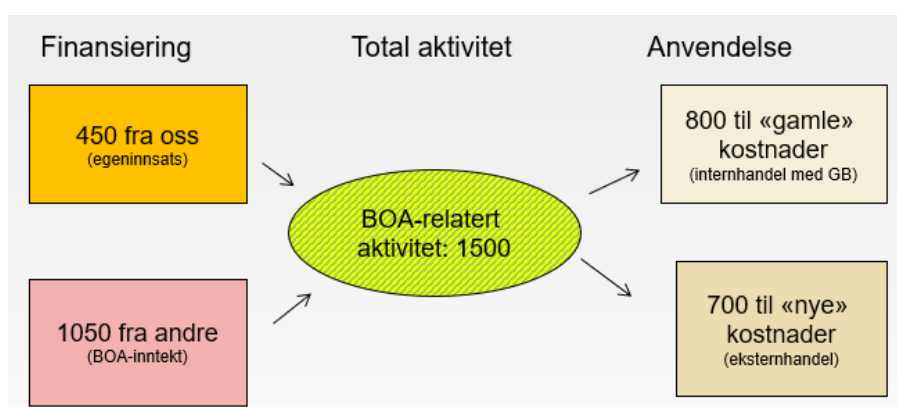 Finansiering
Total aktivitet
Anvendelse
450 fra oss
(egeninnsats)
1050 fra andre
(BOA-inntekt)
BOA-relatert
aktivitet: 1500
800 til «gamle»
kostnader
(internhandel med GB)
700 til «nye»
kostnader
(eksternhandel)